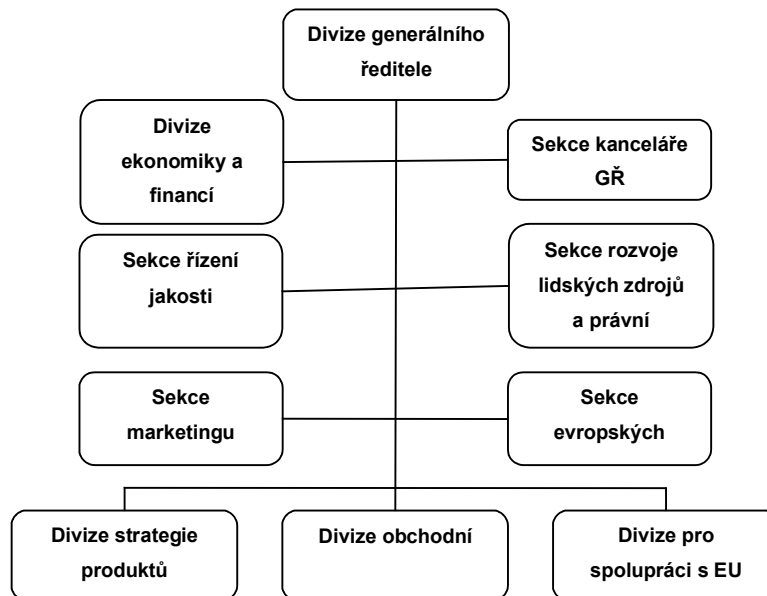 Divize generálního
ředitele
Divize
ekonomiky a
financí
Sekce kanceláře
GŘ
Sekce řízení
jakosti
Sekce rozvoje
lidských zdrojů
a právní
Sekce
marketingu
Sekce
evropských
Divize strategie
produktů
Divize obchodní
Divize pro
spolupráci s EU